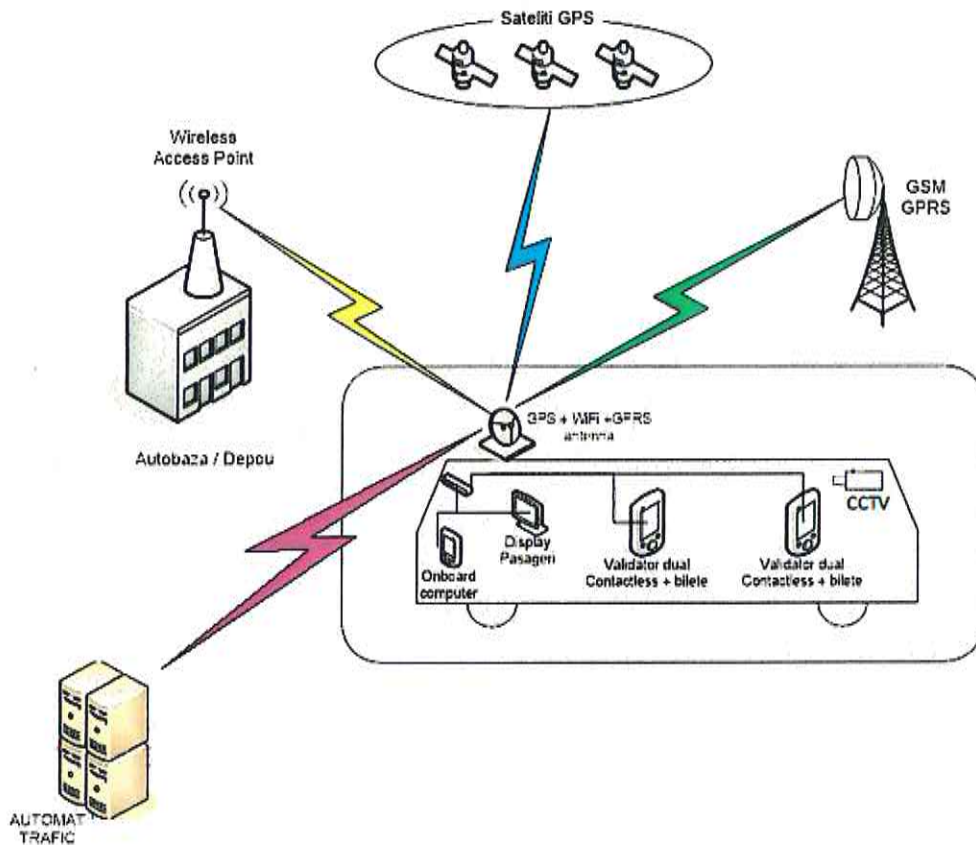 Sateliti GPS
Wireless
Access Point
GSM
GPRS
GPS + WiFi +GPRS
antenna
Autobaza / Depou
CCTV
Display
Pasageri
Onboard
computer
Validator dual
Contactless + bilete
Validator dual
Contactless + bilete
AUTOMAT
TRAFIC